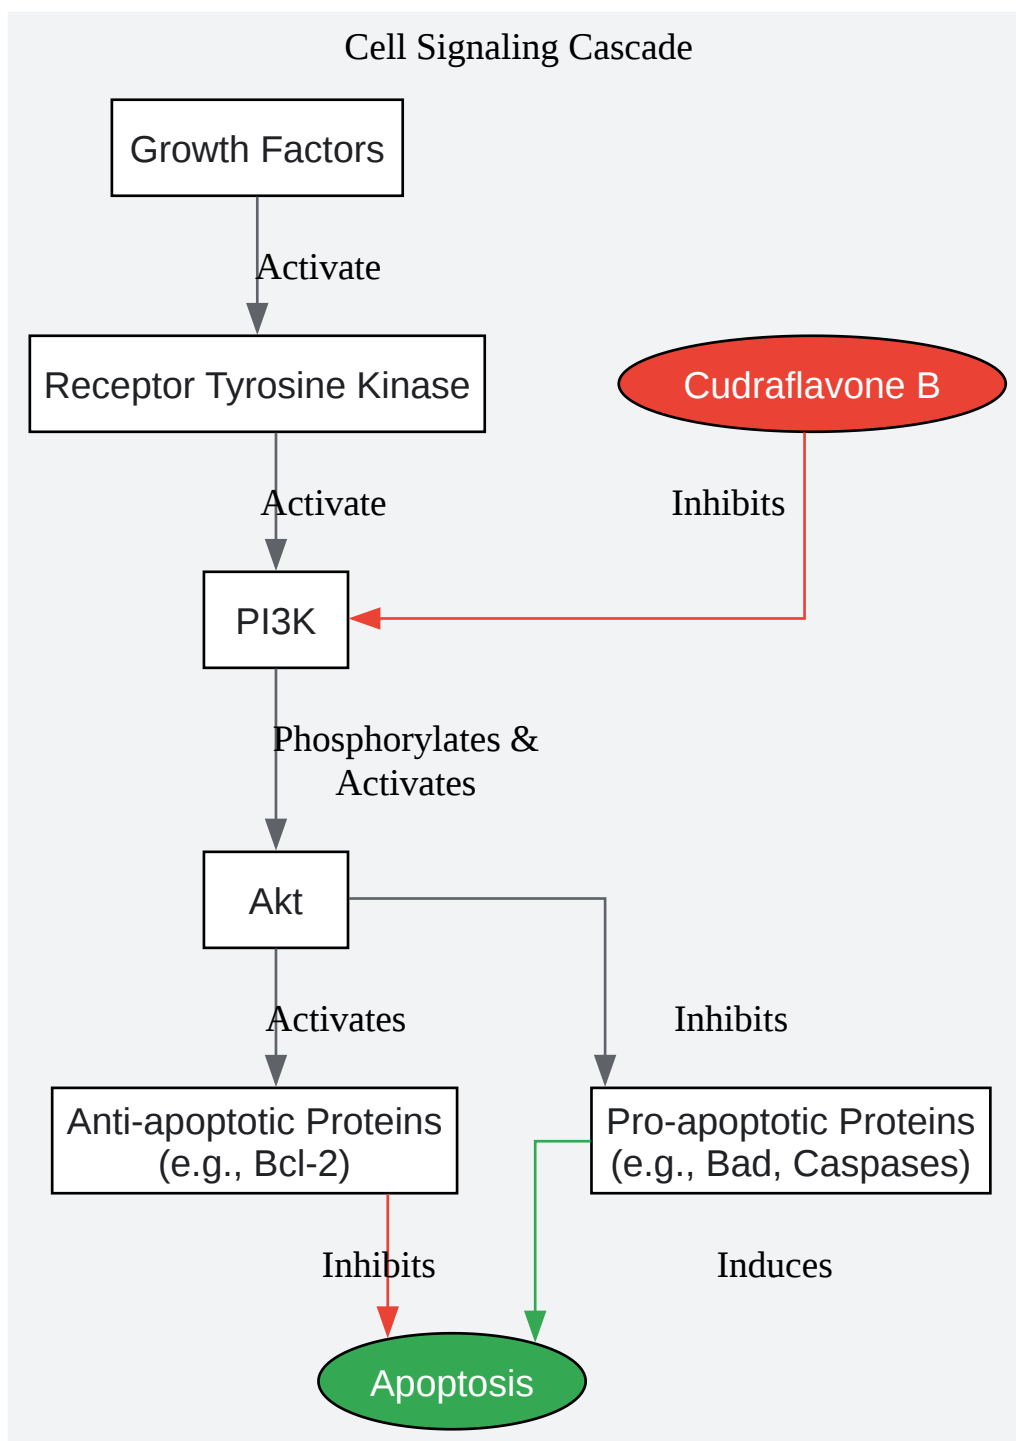 Cell Signaling Cascade
Growth Factors
Activate
Receptor Tyrosine Kinase
Cudraflavone B
Activate
Inhibits
PI3K
Phosphorylates &
Activates
Akt
Activates
Inhibits
Anti-apoptotic Proteins
(e.g., Bcl-2)
Pro-apoptotic Proteins
(e.g., Bad, Caspases)
Inhibits
Induces
Apoptosis